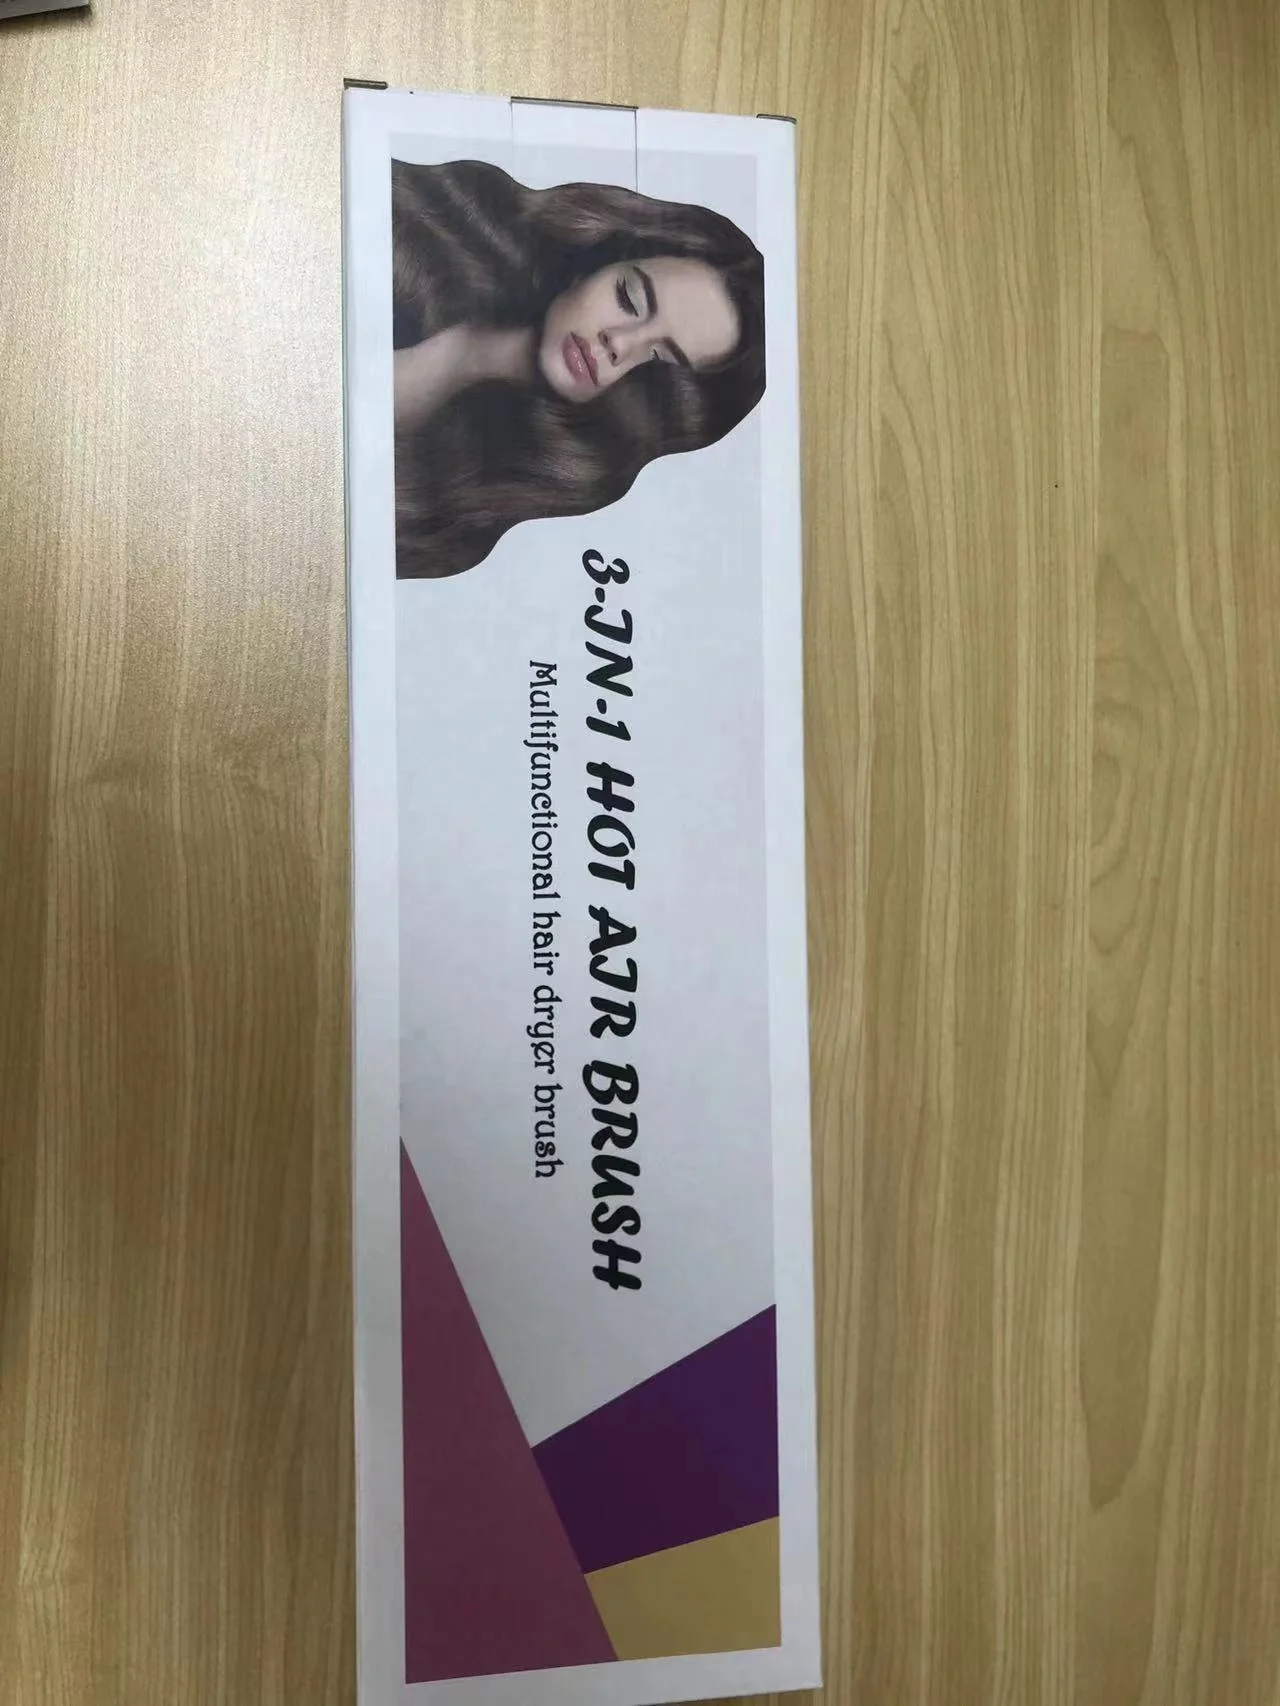 3-IN-1 HOT AIR BRUSH
Multifunctional hair dryer brush